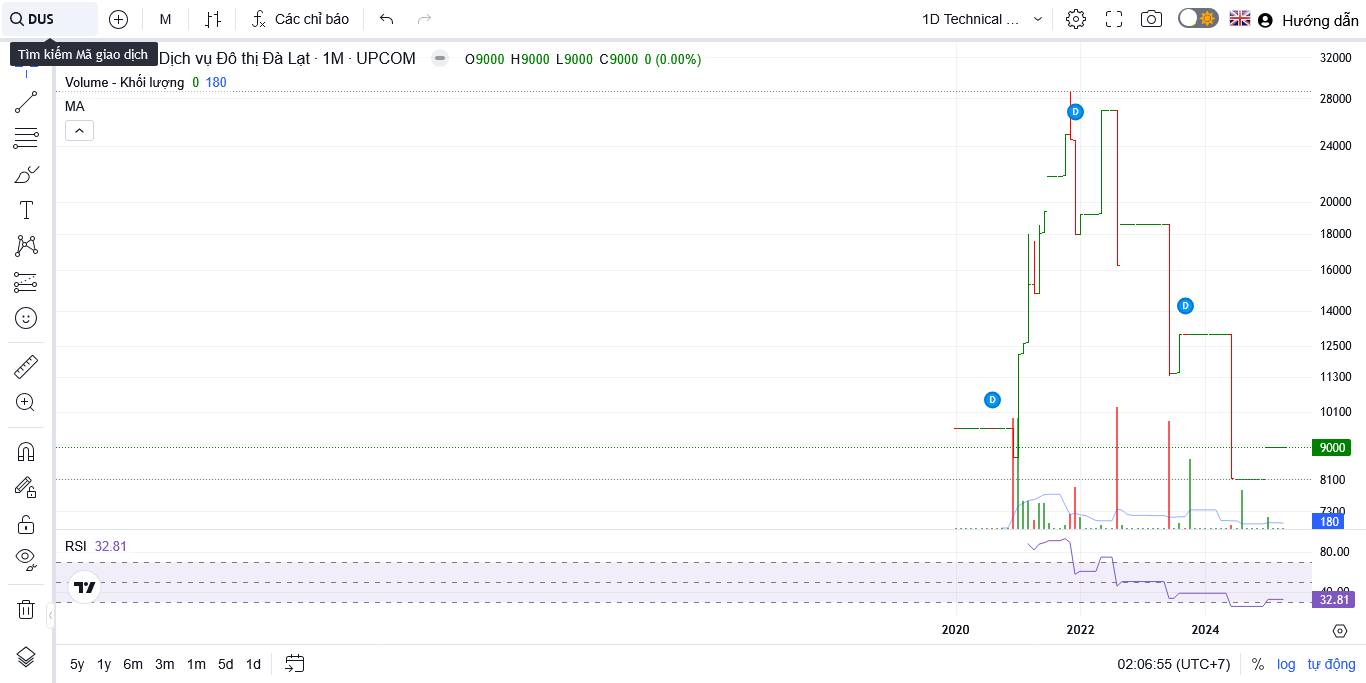 DUS
M
Các chỉ báo
1D Technical ...
Hướng dẫn
Tìm kiếm Mã giao dịch
Dịch vụ Đô thị Đà Lạt · 1M · UPCOM
O9000 H9000 L9000 C9000 0 (0.00%)
Volume - Khối lượng 0 180
MA
32000
28000
24000
20000
18000
16000
14000
12500
11300
10100
9000
8100
7300
180
D
D
D
RSI 32.81
80.00
40.00
32.81
2020 2022 2024
5y 1y 6m 3m 1m 5d 1d
02:06:55 (UTC+7)
% log tự động